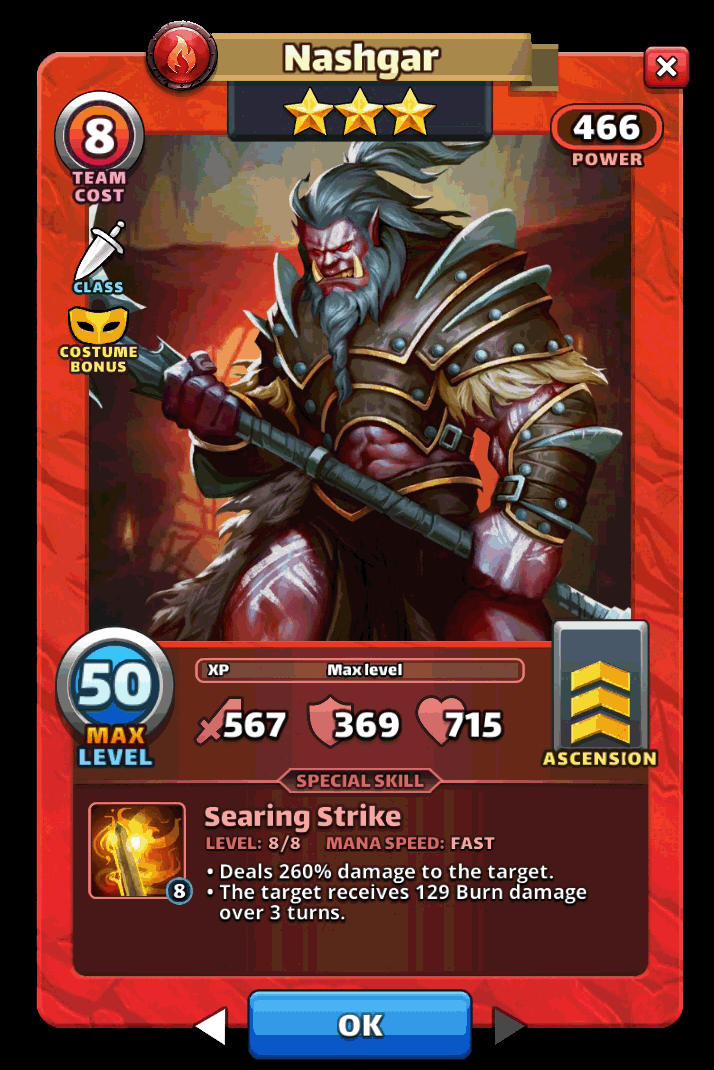 Nashgar
8
TEAM
COST
466
POWER
CLASS
COSTUME
BONUS
50
MAX
LEVEL
XP Max level
567 369 715
ASCENSION
SPECIAL SKILL
Searing Strike
LEVEL: 8/8 MANA SPEED: FAST
8
• Deals 260% damage to the target.
• The target receives 129 Burn damage
over 3 turns.
OK